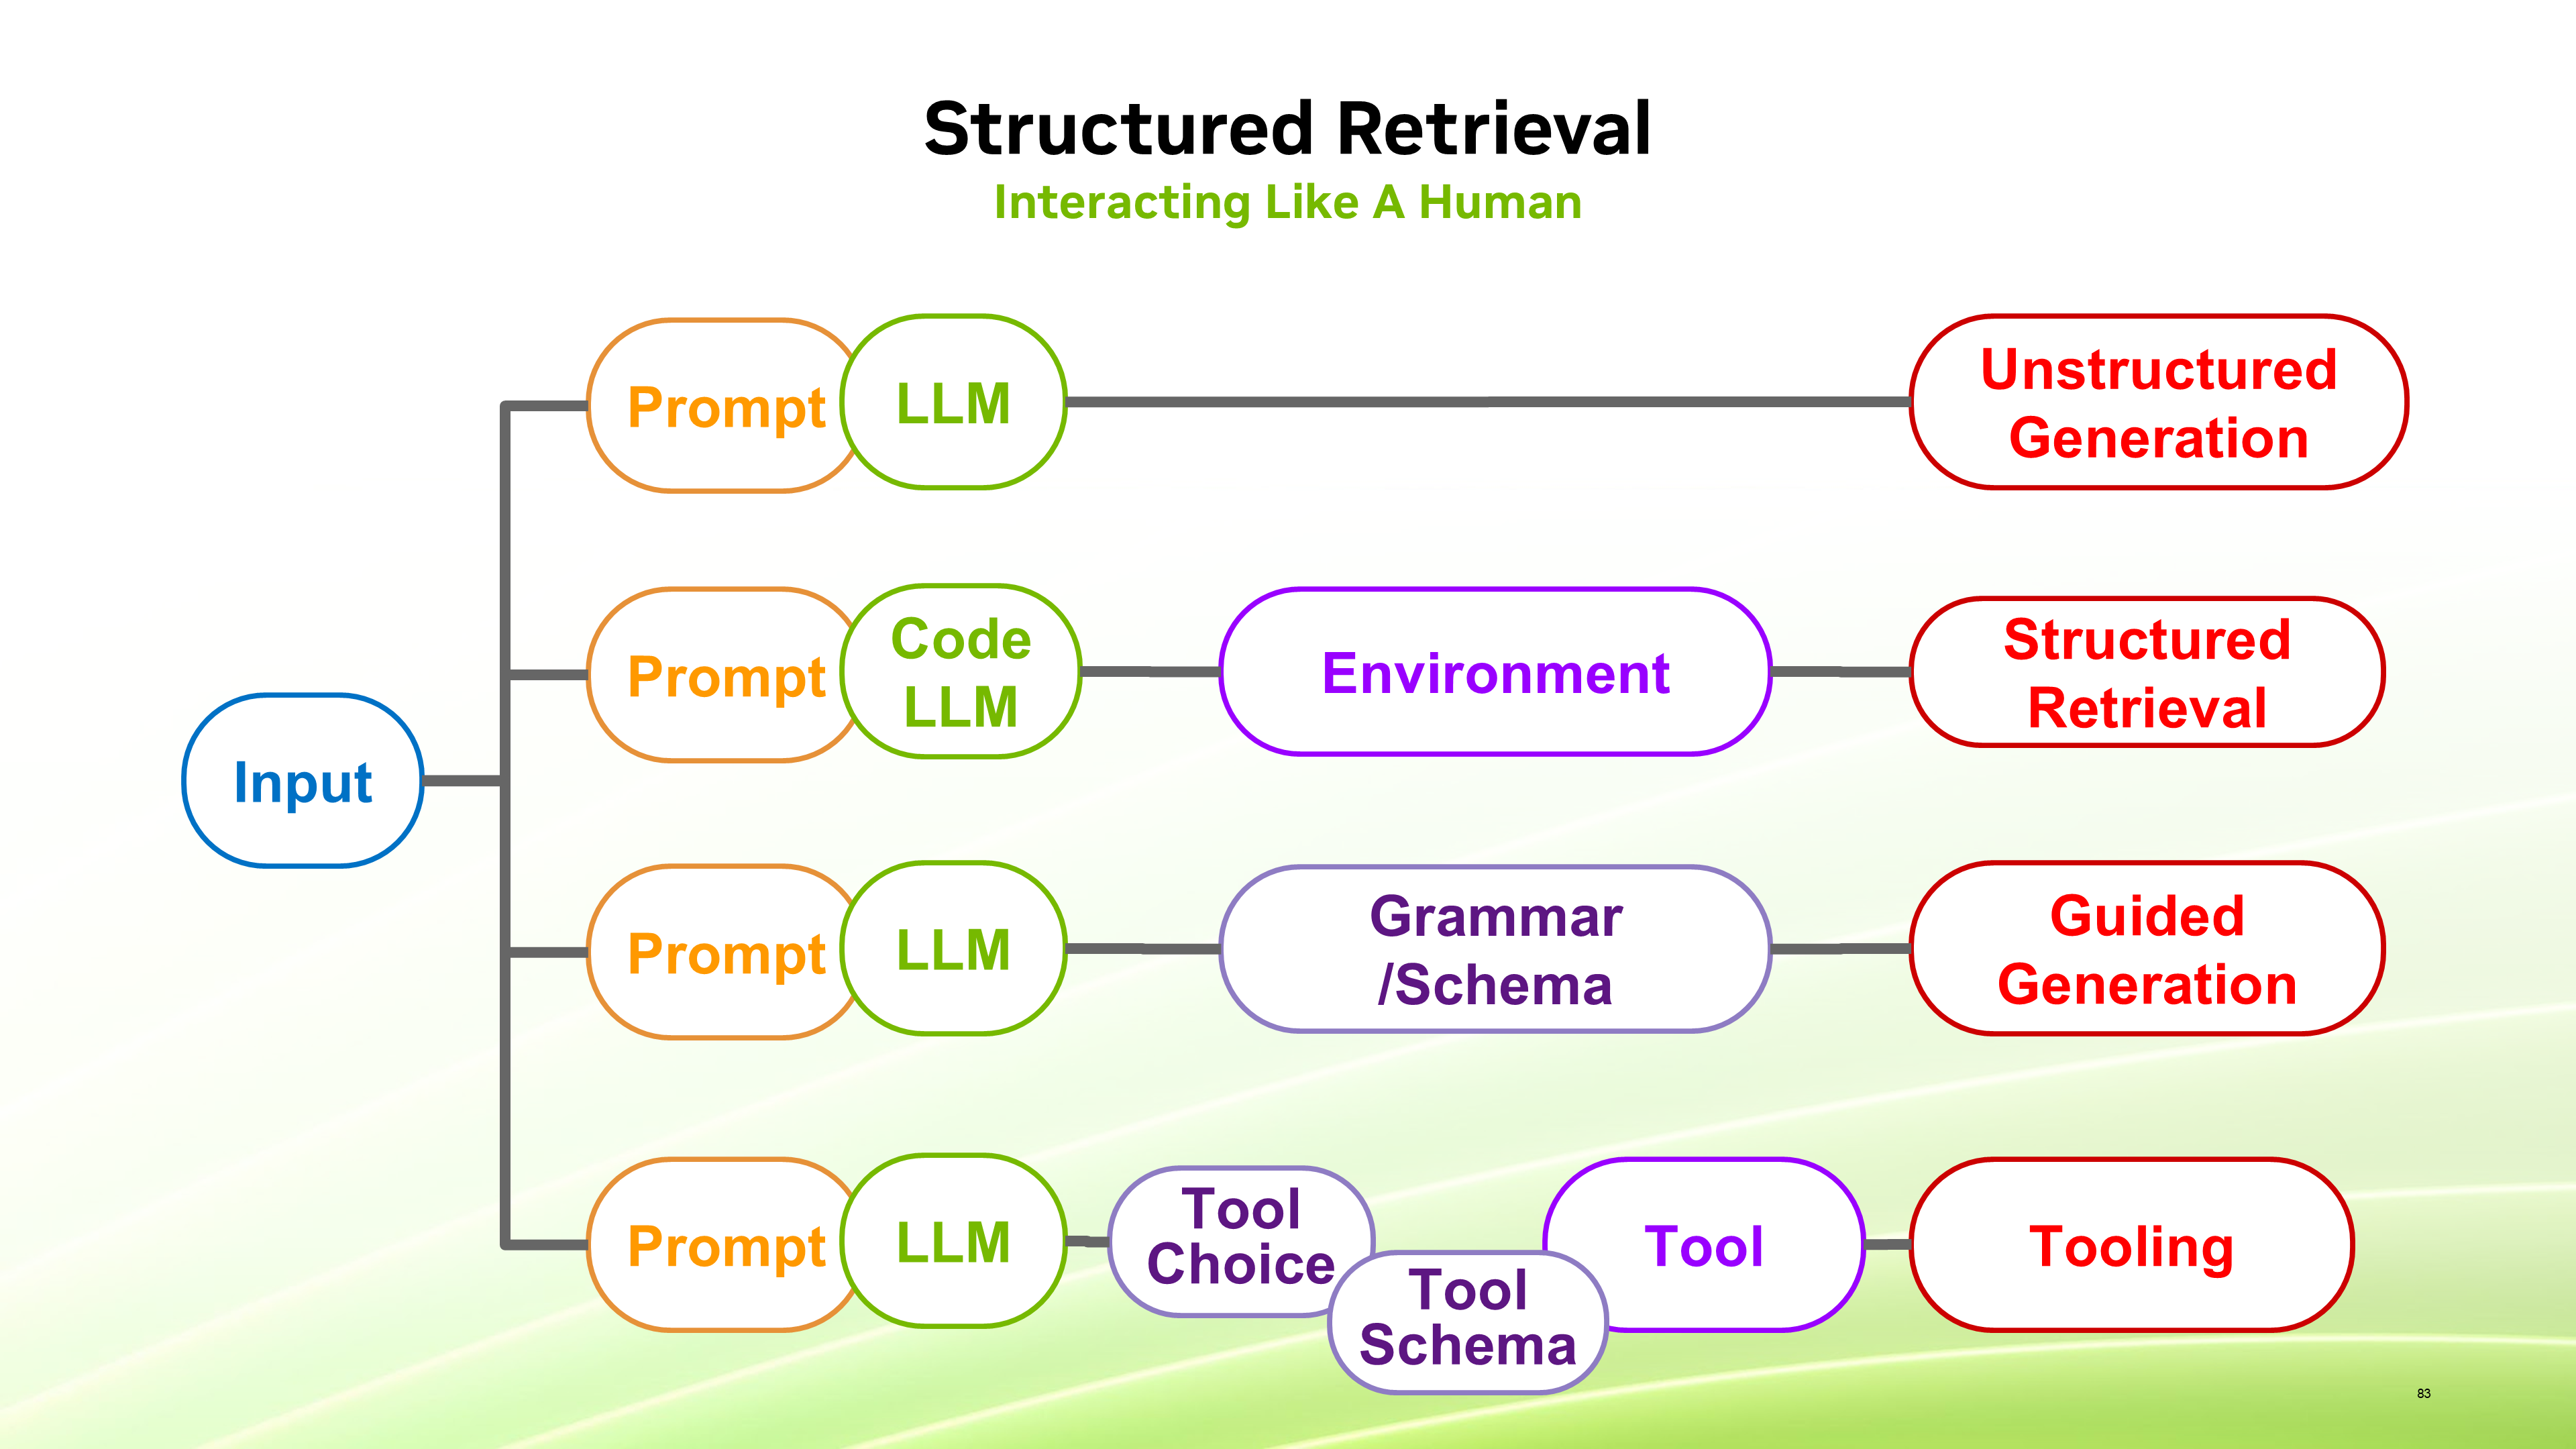 Structured Retrieval
Interacting Like A Human
Prompt
LLM
Unstructured
Generation
Prompt
Code
LLM
Environment
Structured
Retrieval
Input
Prompt
LLM
Grammar
/Schema
Guided
Generation
Prompt
LLM
Tool
Choice
Tool
Schema
Tool
Tooling
83